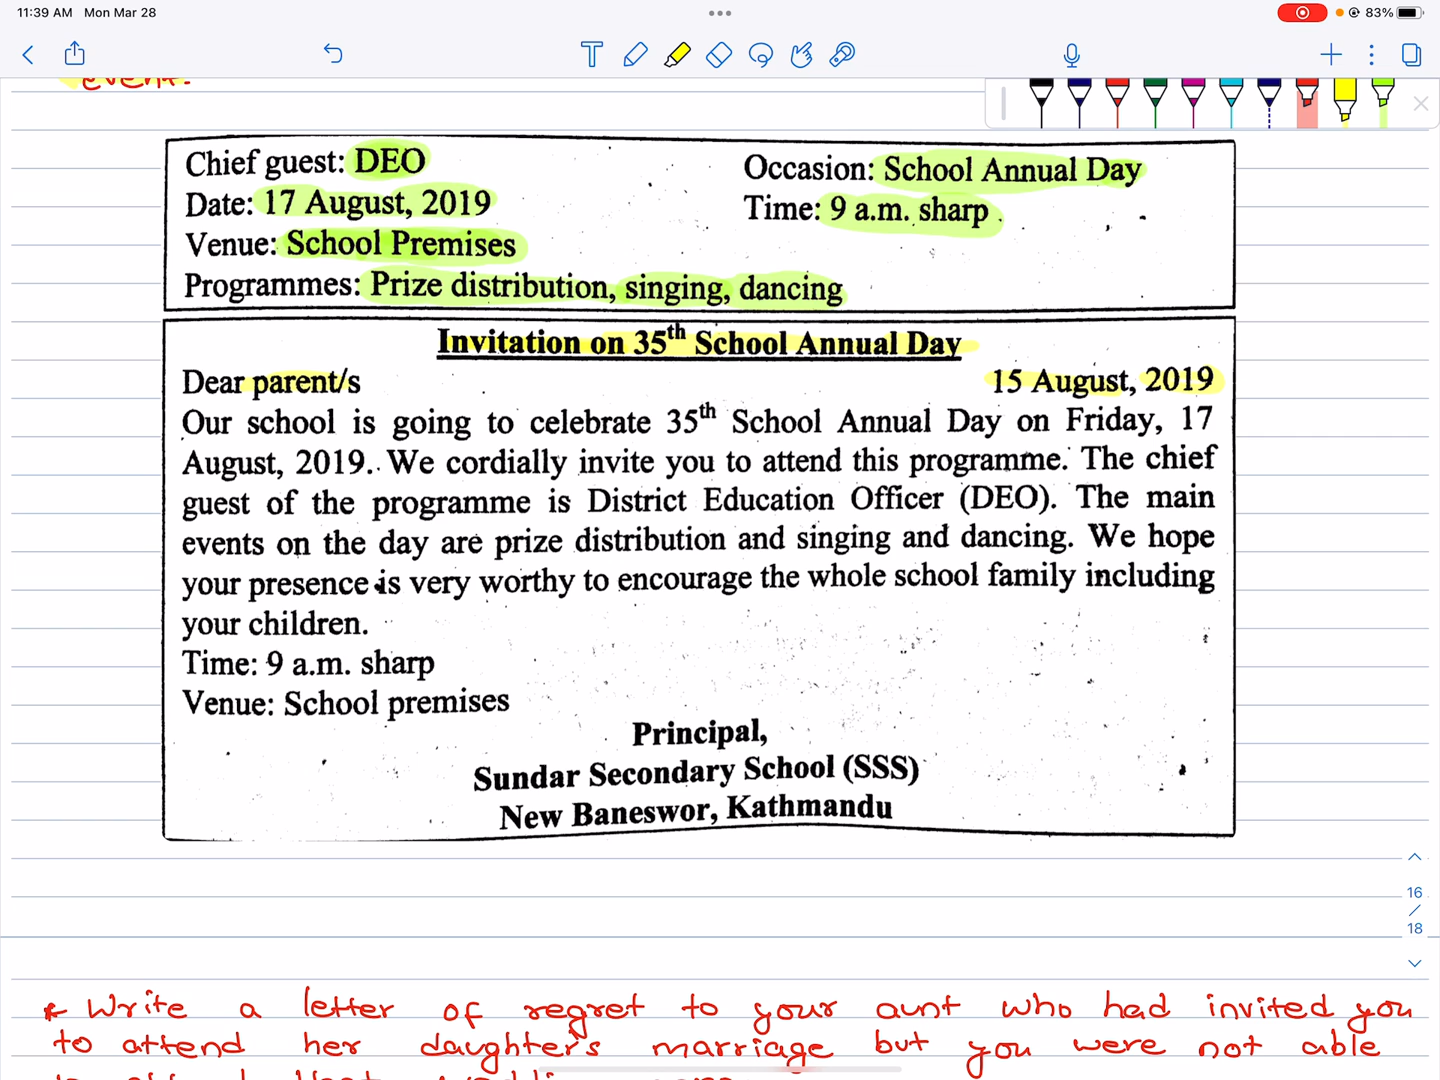 11:39 AM Mon Mar 28
83%
event.
Chief guest: DEO
Occasion: School Annual Day
Date: 17 August, 2019
Time: 9 a.m. sharp
Venue: School Premises
Programmes: Prize distribution, singing, dancing
Invitation on 35th School Annual Day
Dear parent/s
15 August, 2019
Our school is going to celebrate 35th School Annual Day on Friday, 17
August, 2019. We cordially invite you to attend this programme. The chief
guest of the programme is District Education Officer (DEO). The main
events on the day are prize distribution and singing and dancing. We hope
your presence is very worthy to encourage the whole school family including
your children.
Time: 9 a.m. sharp
Venue: School premises
Principal,
Sundar Secondary School (SSS)
New Baneswor, Kathmandu
16
/
18
* Write a letter of regret to your aunt who had invited you
to attend her daughter's marriage but you were not able